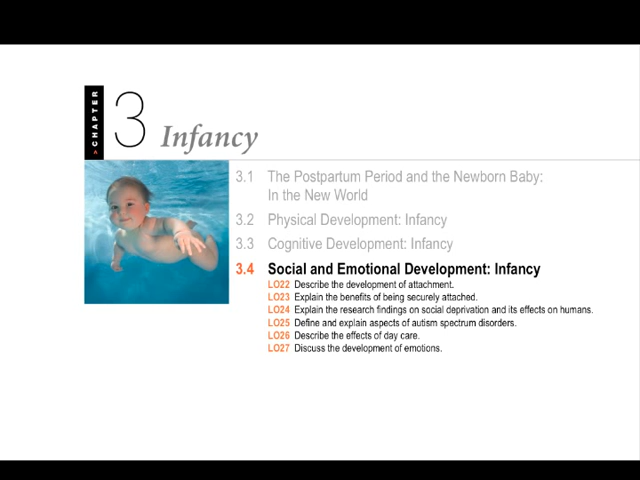 > CHAPTER
3 Infancy
3.1 The Postpartum Period and the Newborn Baby:
In the New World
3.2 Physical Development: Infancy
3.3 Cognitive Development: Infancy
3.4 Social and Emotional Development: Infancy
LO22 Describe the development of attachment.
LO23 Explain the benefits of being securely attached.
LO24 Explain the research findings on social deprivation and its effects on humans.
LO25 Define and explain aspects of autism spectrum disorders.
LO26 Describe the effects of day care.
LO27 Discuss the development of emotions.